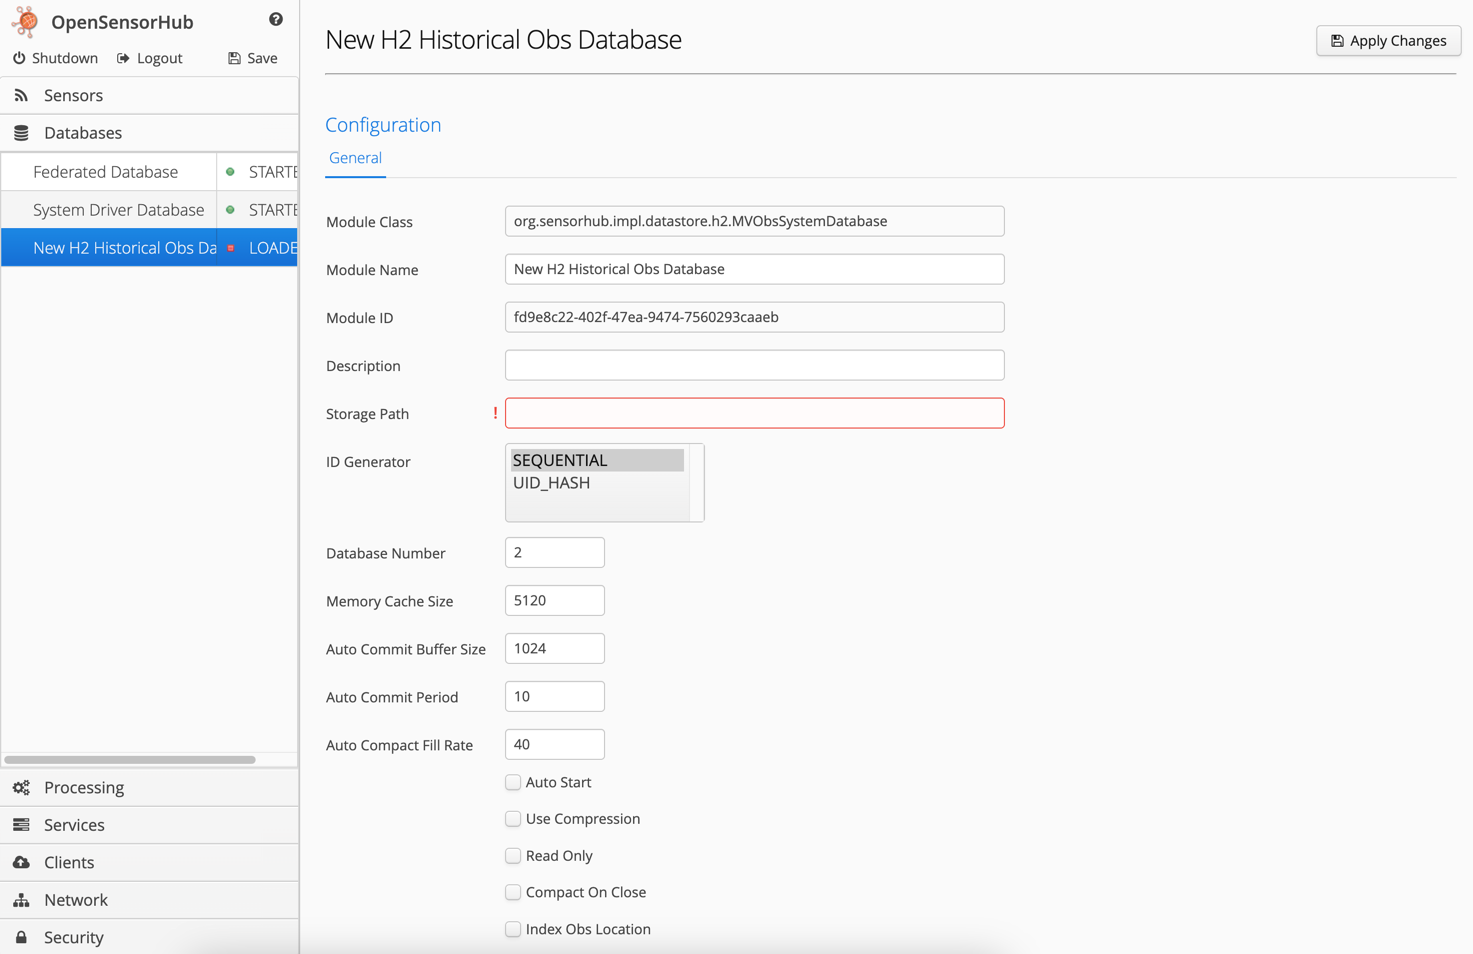 OpenSensorHub
Shutdown Logout Save
Sensors
Databases
Federated Database STARTE
System Driver Database STARTE
New H2 Historical Obs Da LOADE
Processing
Services
Clients
Network
Security
New H2 Historical Obs Database
Apply Changes
Configuration
General
Module Class org.sensorhub.impl.datastore.h2.MVObsSystemDatabase
Module Name New H2 Historical Obs Database
Module ID fd9e8c22-402f-47ea-9474-7560293caaeb
Description
Storage Path !
ID Generator SEQUENTIAL
UID_HASH
Database Number 2
Memory Cache Size 5120
Auto Commit Buffer Size 1024
Auto Commit Period 10
Auto Compact Fill Rate 40
Auto Start
Use Compression
Read Only
Compact On Close
Index Obs Location